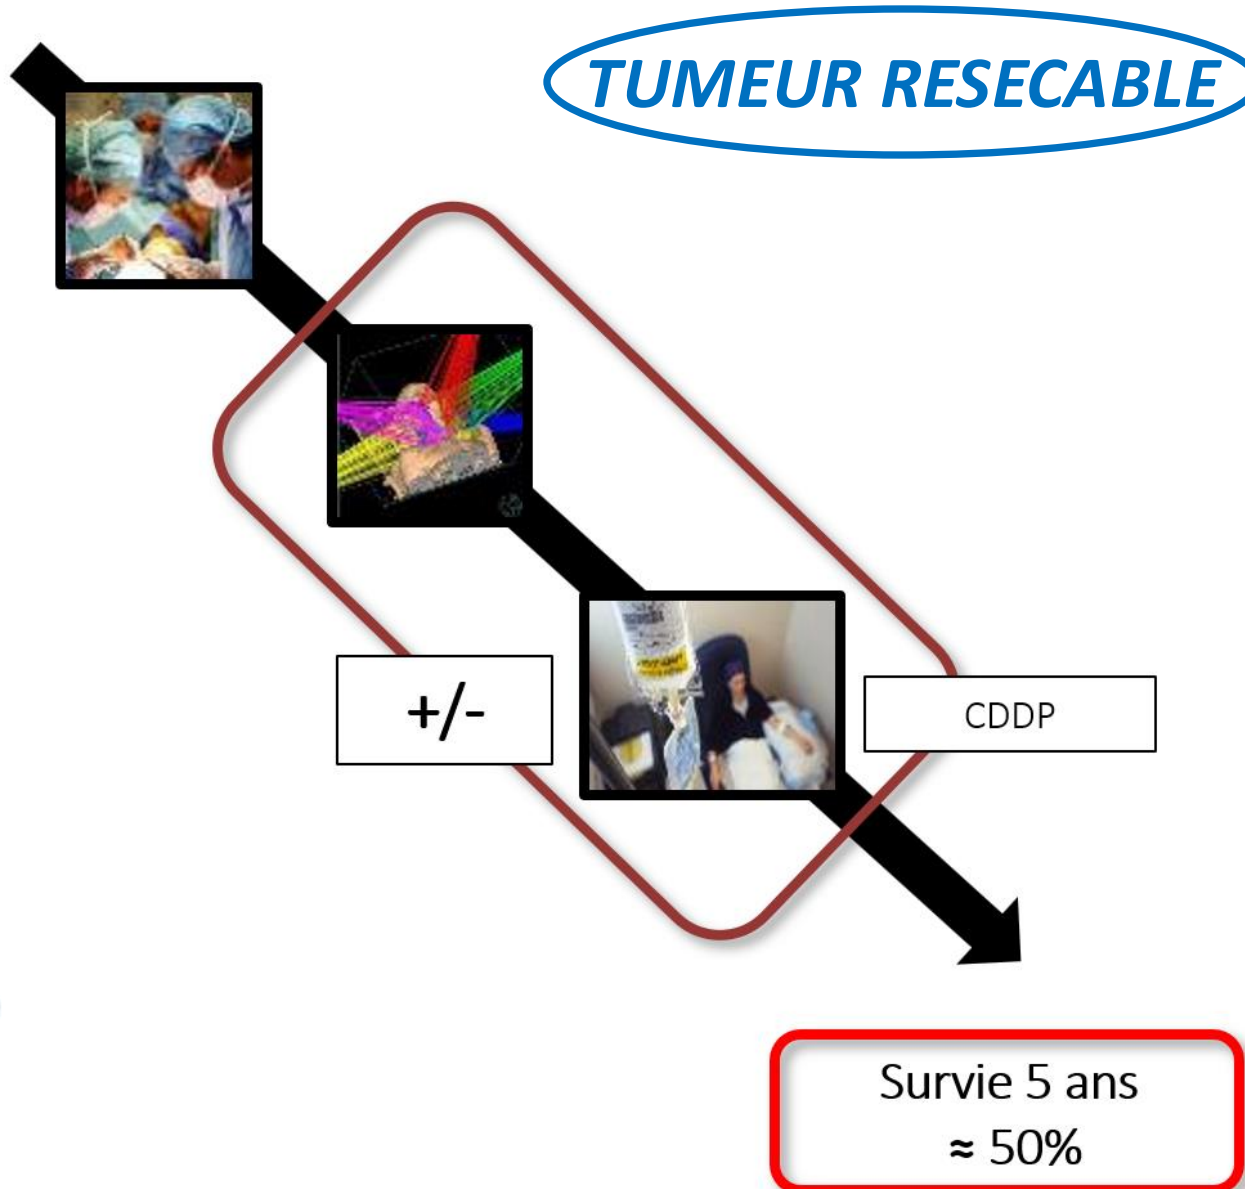 TUMEUR RESECABLE
+/-
CDDP
Survie 5 ans
≈ 50%